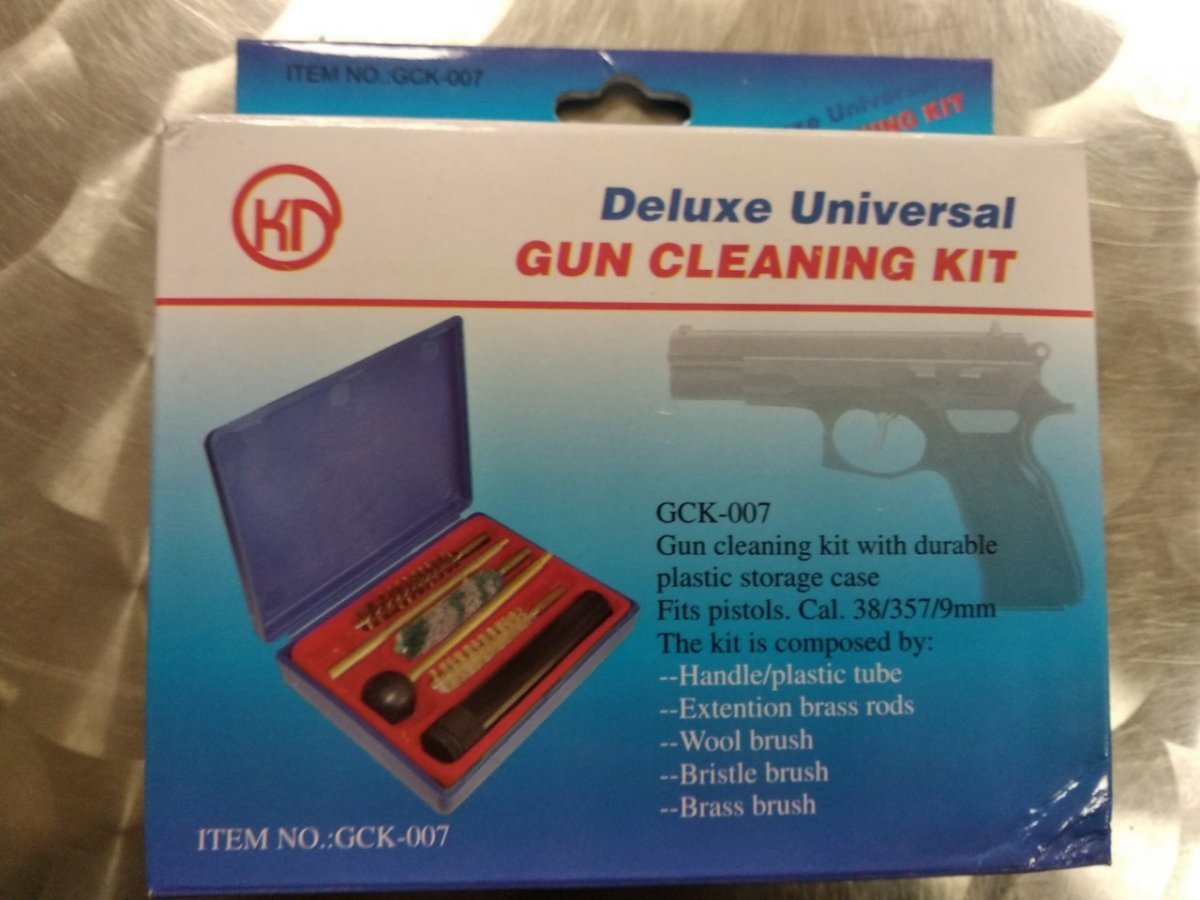 ITEM NO.:GCK-007
Universal
KIT
KD
Deluxe Universal
GUN CLEANING KIT
GCK-007
Gun cleaning kit with durable
plastic storage case
Fits pistols. Cal. 38/357/9mm
The kit is composed by:
--Handle/plastic tube
--Extention brass rods
--Wool brush
--Bristle brush
--Brass brush
ITEM NO.:GCK-007